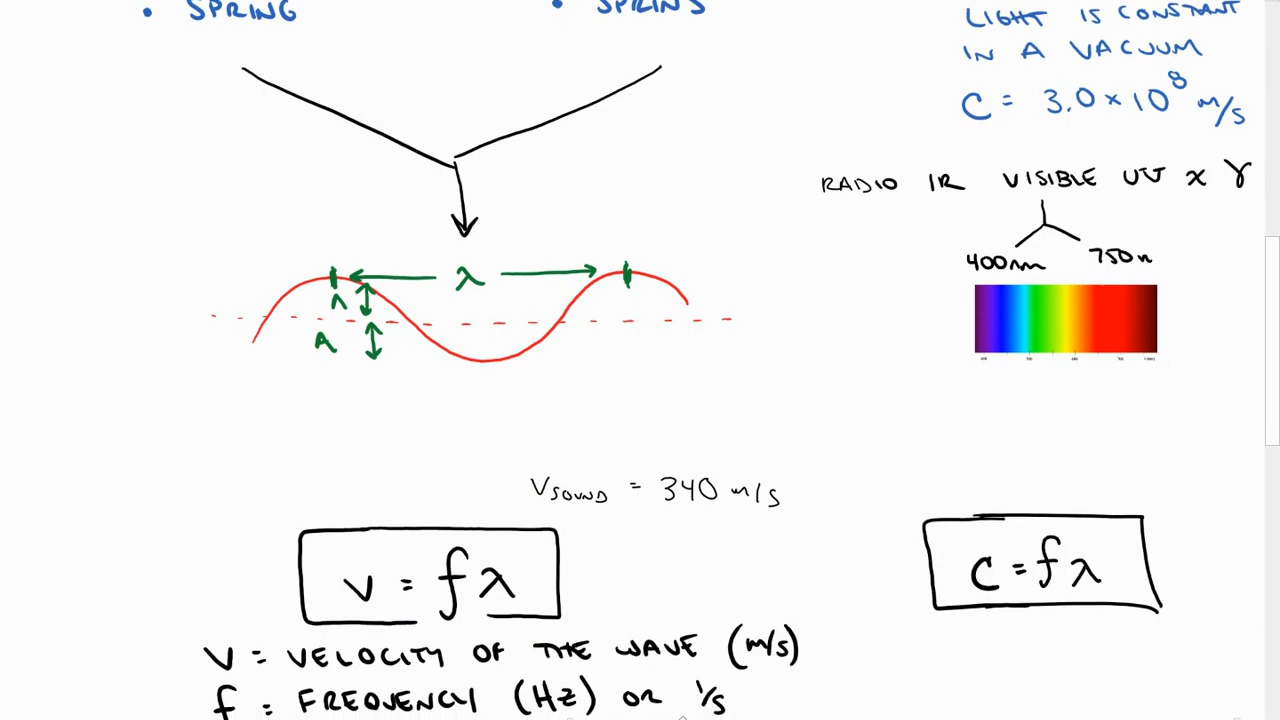 • SPRING
• SPRING
LIGHT IS CONSTANT
IN A VACUUM
C = 3.0 × 10⁸ m/s
RADIO IR VISIBLE UV X γ
400nm 750n
λ
A
A
VSOUND = 340 m/s
V = fλ
C = fλ
V = VELOCITY OF THE WAVE (m/s)
f = FREQUENCY (Hz) OR 1/s